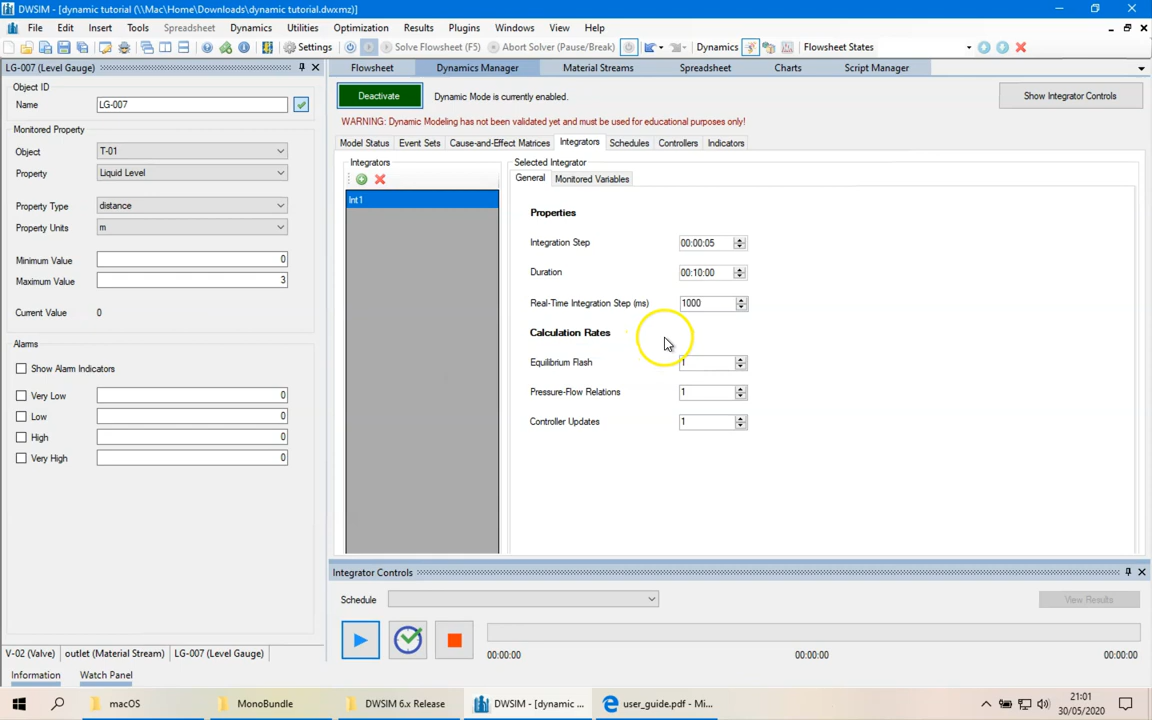 DWSIM - [dynamic tutorial (\\Mac\Home\Downloads\dynamic tutorial.dwxmz)]
File Edit Insert Tools Spreadsheet Dynamics Utilities Optimization Results Plugins Windows View Help
Settings Solve Flowsheet (F5) Abort Solver (Pause/Break) Dynamics Flowsheet States
LG-007 (Level Gauge)
Flowsheet Dynamics Manager Material Streams Spreadsheet Charts Script Manager
Object ID
Name LG-007
Deactivate Dynamic Mode is currently enabled. Show Integrator Controls
WARNING: Dynamic Modeling has not been validated yet and must be used for educational purposes only!
Monitored Property
Object T-01
Property Liquid Level
Property Type distance
Property Units m
Minimum Value 0
Maximum Value 3
Current Value 0
Alarms
Show Alarm Indicators
Very Low 0
Low 0
High 0
Very High 0
Model Status Event Sets Cause-and-Effect Matrices Integrators Schedules Controllers Indicators
Integrators
Int1
Selected Integrator
General Monitored Variables
Properties
Integration Step 00:00:05
Duration 00:10:00
Real-Time Integration Step (ms) 1000
Calculation Rates
Equilibrium Flash 1
Pressure-Flow Relations 1
Controller Updates 1
Integrator Controls
Schedule View Results
00:00:00 00:00:00 00:00:00
V-02 (Valve) outlet (Material Stream) LG-007 (Level Gauge)
Information Watch Panel
macOS MonoBundle DWSIM 6.x Release DWSIM - [dynamic ... user_guide.pdf - Mi...
21:01
30/05/2020